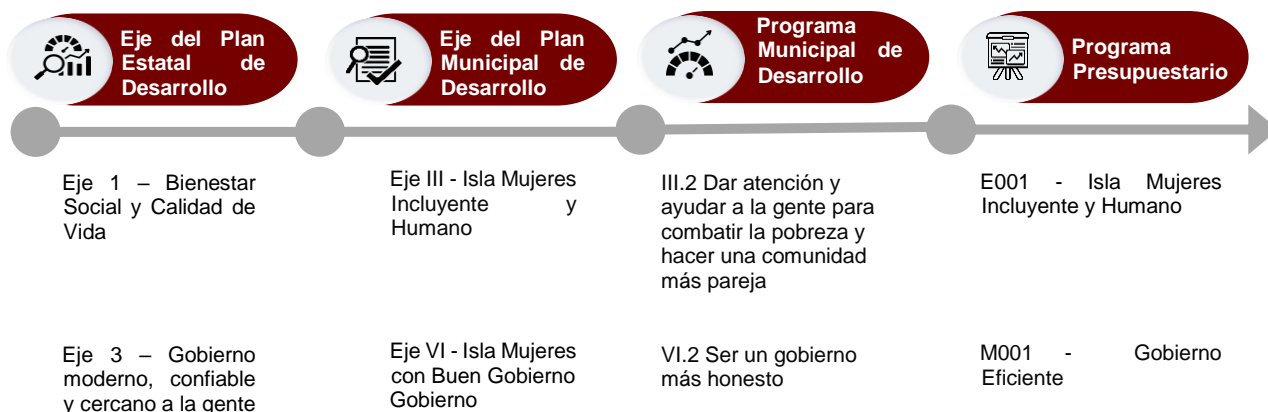 Eje del Plan
Estatal de
Desarrollo
Eje del Plan
Municipal de
Desarrollo
Programa
Municipal de
Desarrollo
Programa
Presupuestario
Eje 1 – Bienestar
Social y Calidad de
Vida
Eje III - Isla Mujeres
Incluyente y
Humano
III.2 Dar atención y
ayudar a la gente para
combatir la pobreza y
hacer una comunidad
más pareja
E001 - Isla Mujeres
Incluyente y Humano
Eje 3 – Gobierno
moderno, confiable
y cercano a la gente
Eje VI - Isla Mujeres
con Buen Gobierno
Gobierno
VI.2 Ser un gobierno
más honesto
M001 - Gobierno
Eficiente